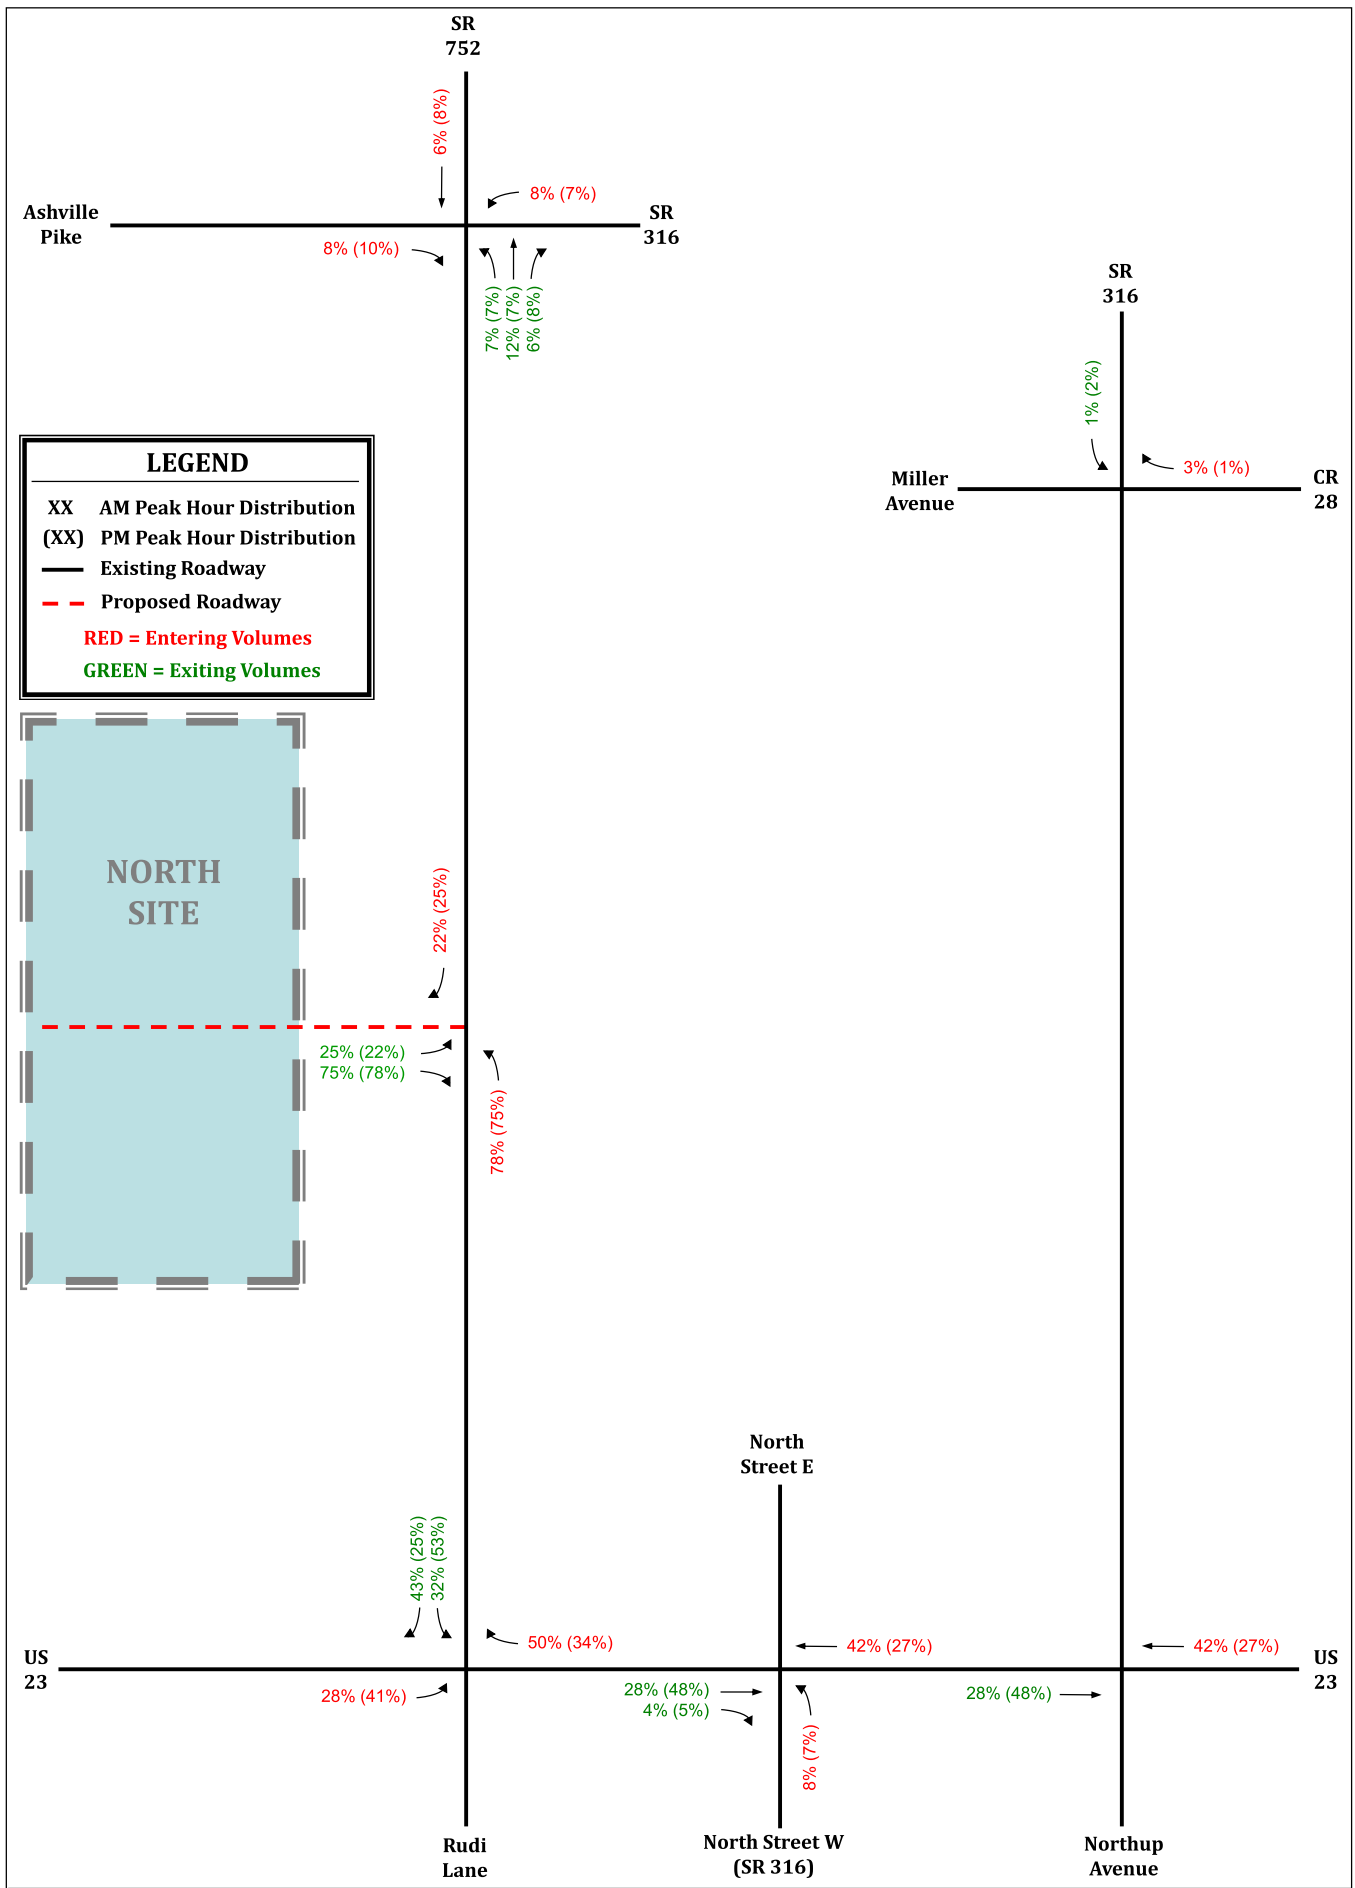 SR
752
6% (8%)
8% (7%)
Ashville
Pike
SR
316
8% (10%)
7% (7%)
12% (7%)
6% (8%)
SR
316
1% (2%)
3% (1%)
Miller
Avenue
CR
28
LEGEND
XX AM Peak Hour Distribution
(XX) PM Peak Hour Distribution
Existing Roadway
Proposed Roadway
RED = Entering Volumes
GREEN = Exiting Volumes
NORTH
SITE
22% (25%)
25% (22%)
75% (78%)
78% (75%)
North
Street E
43% (25%)
32% (53%)
50% (34%)
42% (27%)
42% (27%)
US
23
US
23
28% (41%)
28% (48%)
4% (5%)
28% (48%)
8% (7%)
Rudi
Lane
North Street W
(SR 316)
Northup
Avenue